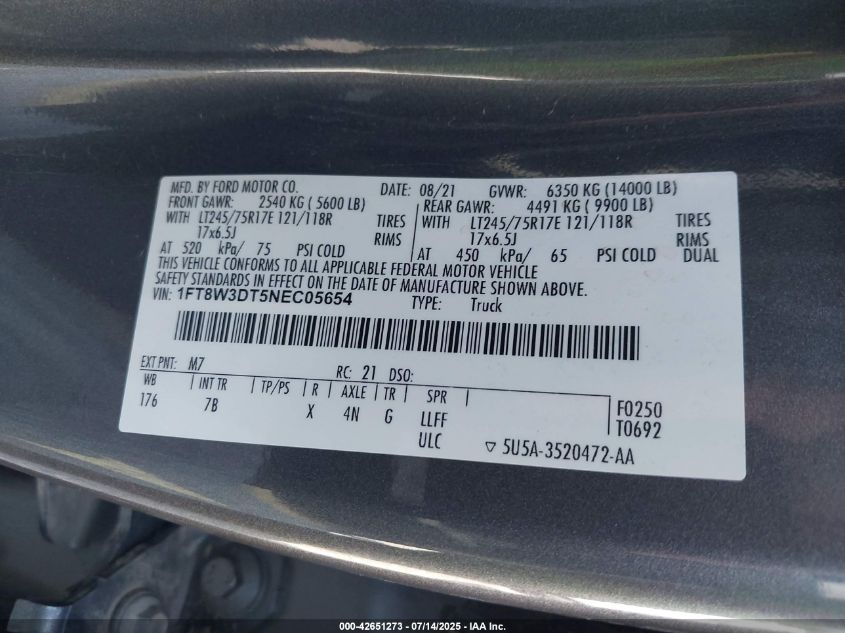 MFD. BY FORD MOTOR CO.
DATE: 08/21 GVWR: 6350 KG (14000 LB)
FRONT GAWR: 2540 KG ( 5600 LB)
REAR GAWR: 4491 KG ( 9900 LB)
WITH LT245/75R17E 121/118R TIRES
WITH LT245/75R17E 121/118R TIRES
17x6.5J RIMS
17x6.5J RIMS
AT 520 kPa/ 75 PSI COLD
AT 450 kPa/ 65 PSI COLD DUAL
THIS VEHICLE CONFORMS TO ALL APPLICABLE FEDERAL MOTOR VEHICLE
SAFETY STANDARDS IN EFFECT ON THE DATE OF MANUFACTURE SHOWN ABOVE.
VIN: 1FT8W3DT5NEC05654
TYPE: Truck
EXT PNT: M7 RC: 21 DSO:
WB INT TR TP/PS R AXLE TR SPR
176 7B X 4N G LLFF
ULC
F0250
T0692
▽ 5U5A-3520472-AA
000-42651273 - 07/14/2025 - IAA Inc.